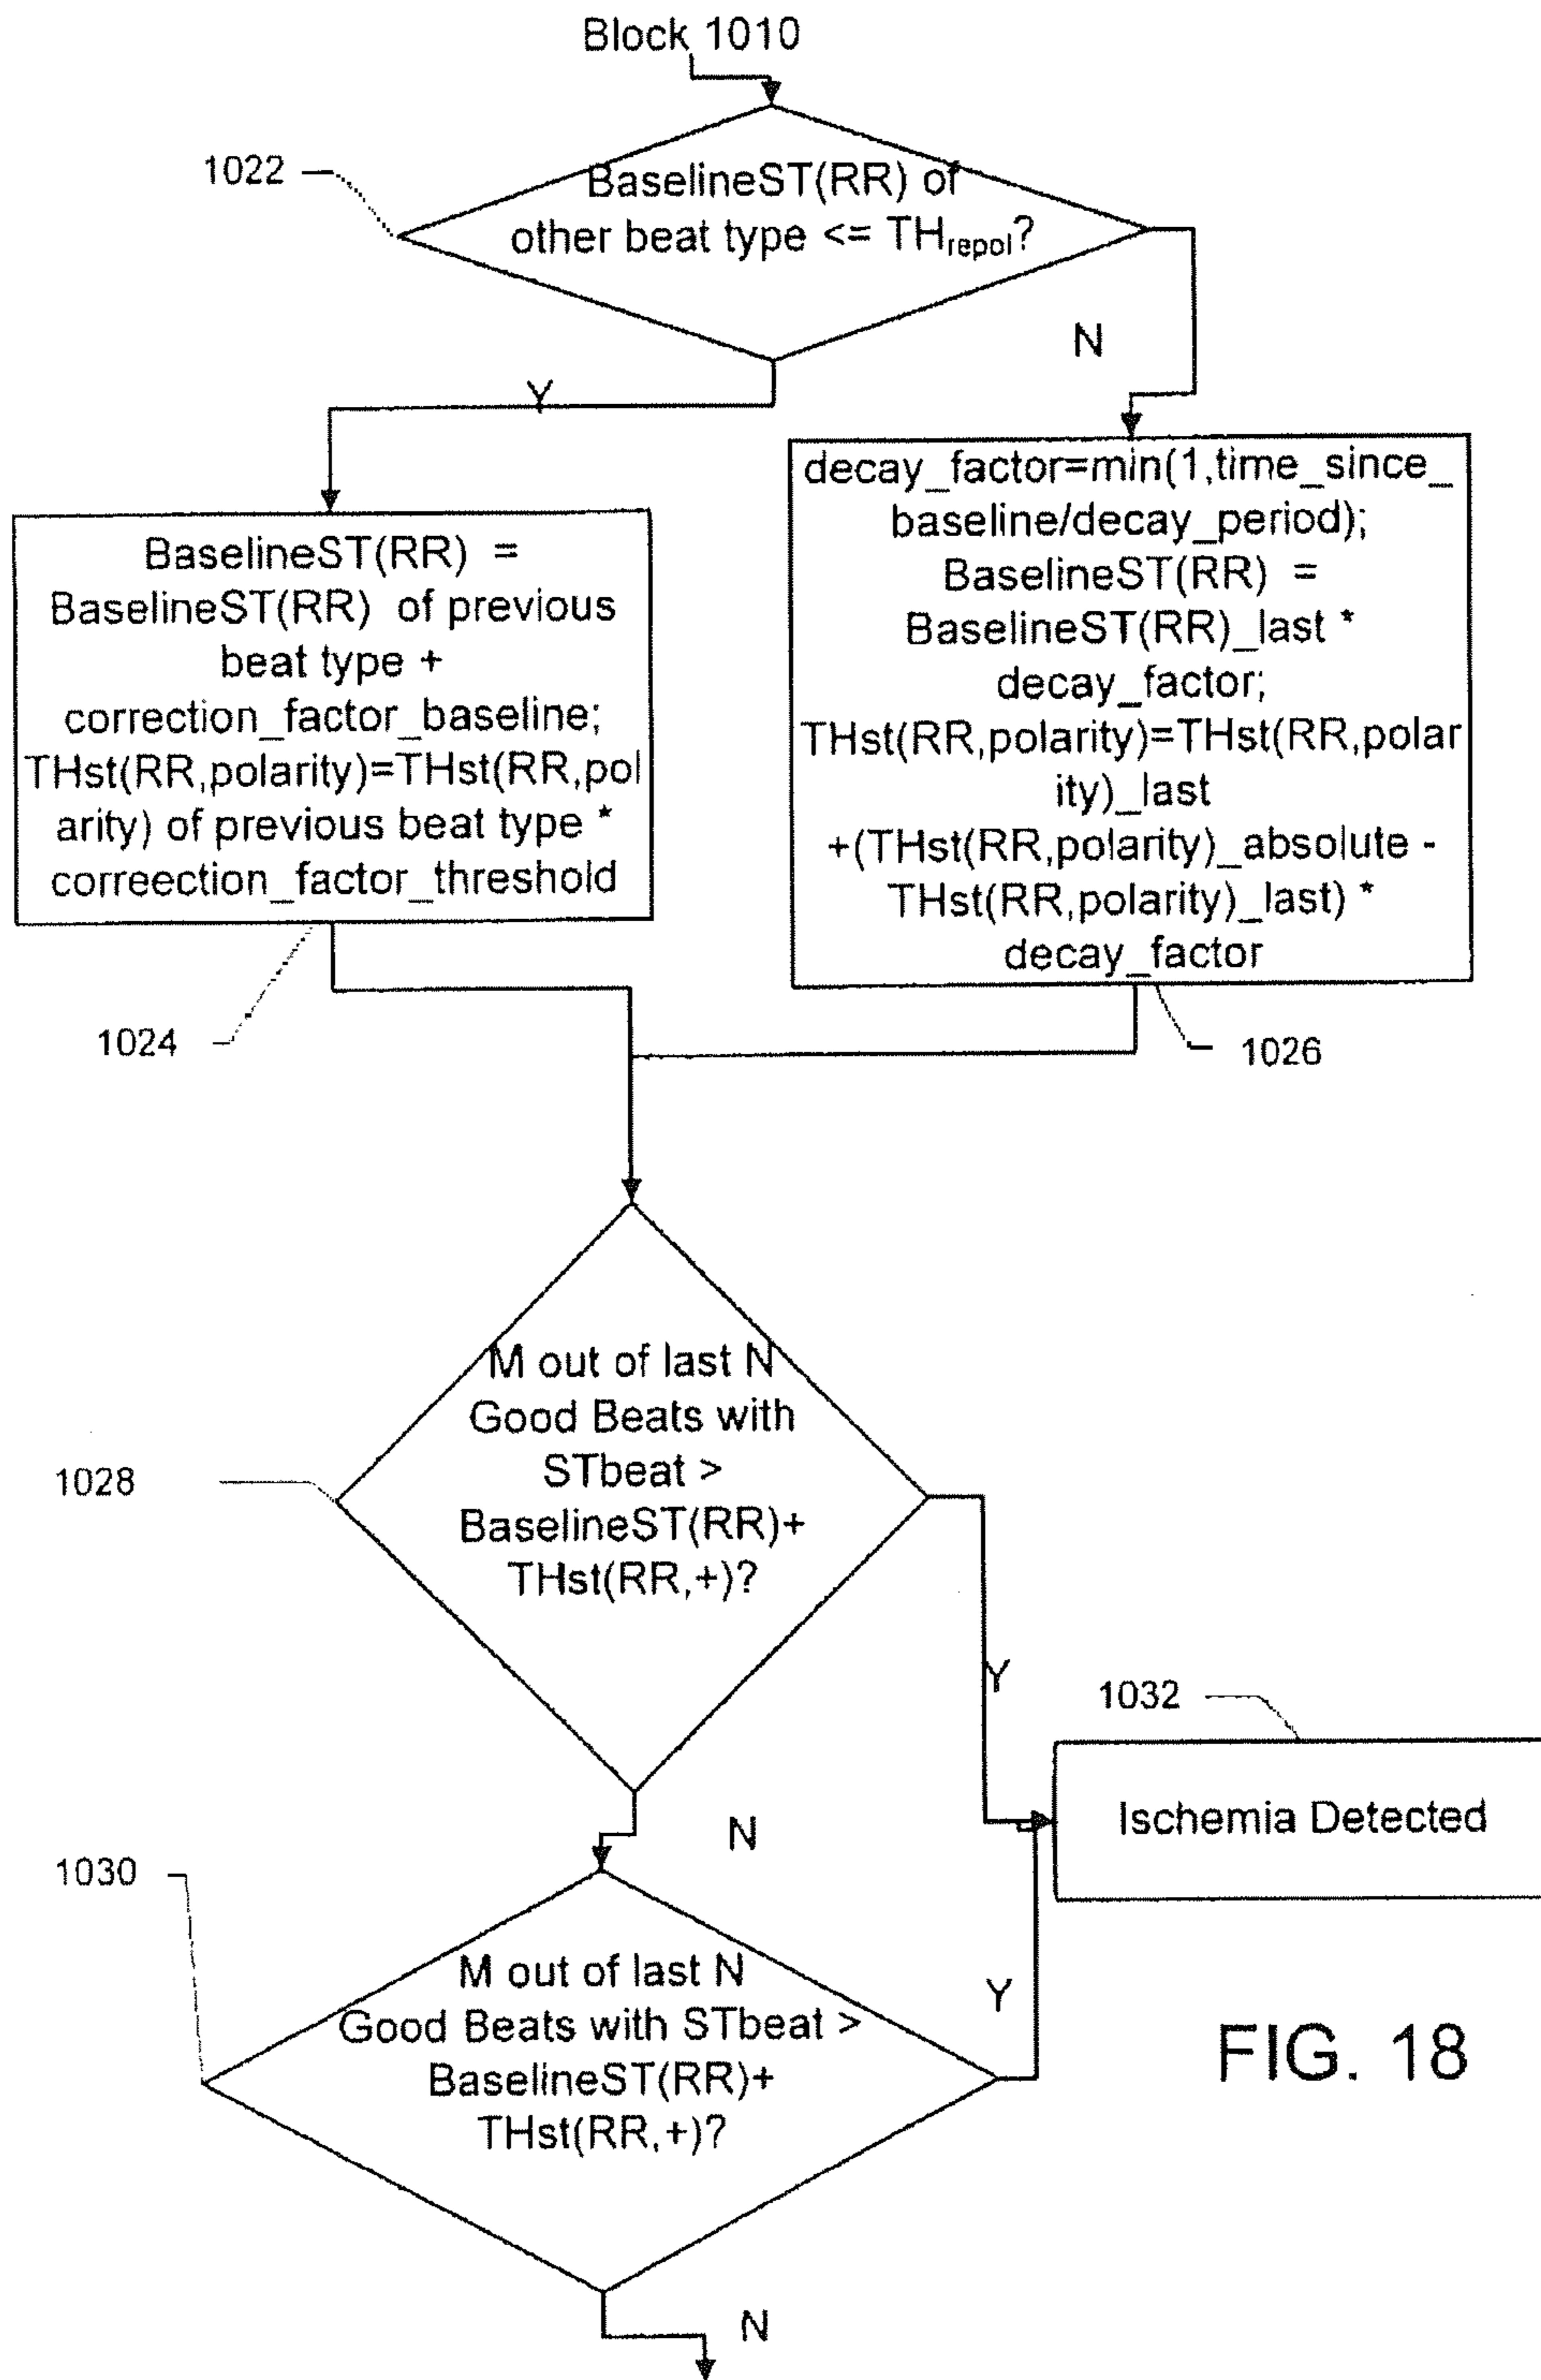 Block 1010
1022
BaselineST(RR) of
other beat type <= THrepol?
N
Y
decay_factor=min(1,time_since_
baseline/decay_period);
BaselineST(RR) =
BaselineST(RR)_last *
decay_factor;
THst(RR,polarity)=THst(RR,polar
ity)_last
+(THst(RR,polarity)_absolute -
THst(RR,polarity)_last) *
decay_factor
BaselineST(RR) =
BaselineST(RR) of previous
beat type +
correction_factor_baseline;
THst(RR,polarity)=THst(RR,pol
arity) of previous beat type *
correection_factor_threshold
1024
1026
M out of last N
Good Beats with
STbeat >
BaselineST(RR)+
THst(RR,+)?
1028
Y
1032
Ischemia Detected
N
1030
M out of last N
Good Beats with STbeat >
BaselineST(RR)+
THst(RR,+)?
Y
FIG. 18
N